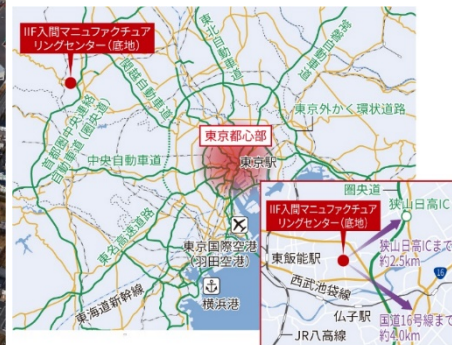 IIF入間マニュファクチュア
リングセンター(底地)
東北自動車道
常磐自動車道
関越自動車道
東京外かく環状道路
首都圏中央連絡
自動車道(圏央道)
東京都心部
東京駅
中央自動車道
東名高速道路
東京国際空港
(羽田空港)
横浜港
東海道新幹線
圏央道
狭山日高IC
IIF入間マニュファクチュア
リングセンター(底地)
狭山日高ICまで
約2.5km
東飯能駅
16
西武池袋線
仏子駅
国道16号線まで
約4.0km
JR八高線